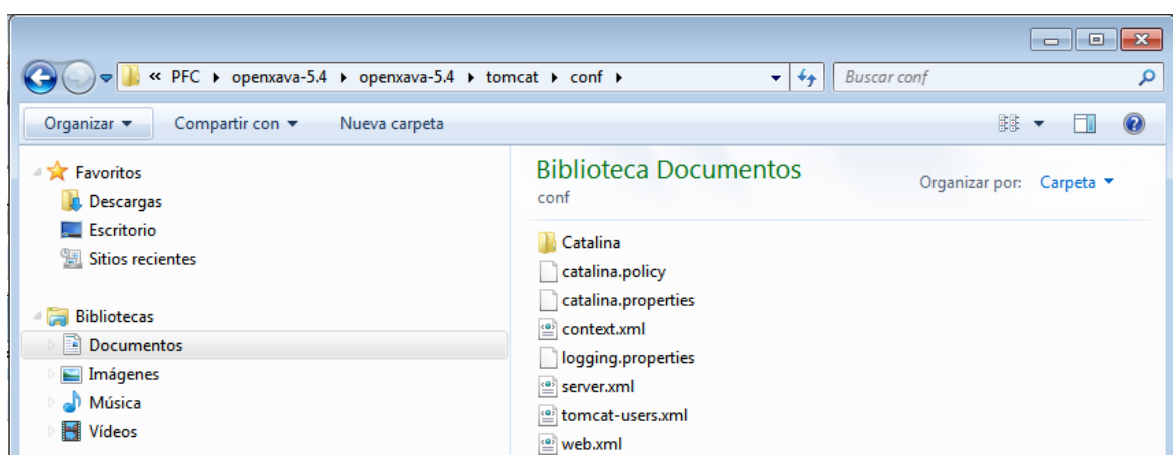 « PFC ▸ openxava-5.4 ▸ openxava-5.4 ▸ tomcat ▸ conf ▸
Buscar conf
Organizar ▾ Compartir con ▾ Nueva carpeta
Favoritos
Descargas
Escritorio
Sitios recientes
Bibliotecas
Documentos
Imágenes
Música
Vídeos
Biblioteca Documentos
conf
Organizar por: Carpeta ▾
Catalina
catalina.policy
catalina.properties
context.xml
logging.properties
server.xml
tomcat-users.xml
web.xml